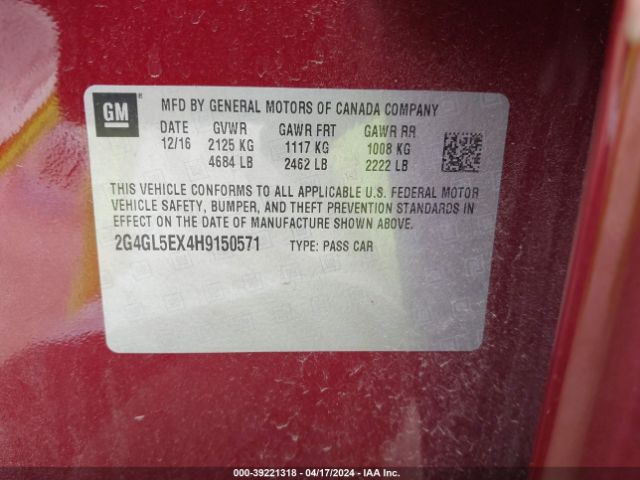 GM
MFD BY GENERAL MOTORS OF CANADA COMPANY
DATE GVWR GAWR FRT GAWR RR
12/16 2125 KG 1117 KG 1008 KG
4684 LB 2462 LB 2222 LB
THIS VEHICLE CONFORMS TO ALL APPLICABLE U.S. FEDERAL MOTOR
VEHICLE SAFETY, BUMPER, AND THEFT PREVENTION STANDARDS IN
EFFECT ON THE DATE OF MANUFACTURE SHOWN ABOVE.
2G4GL5EX4H9150571 TYPE: PASS CAR
000-39221318 - 04/17/2024 - IAA Inc.